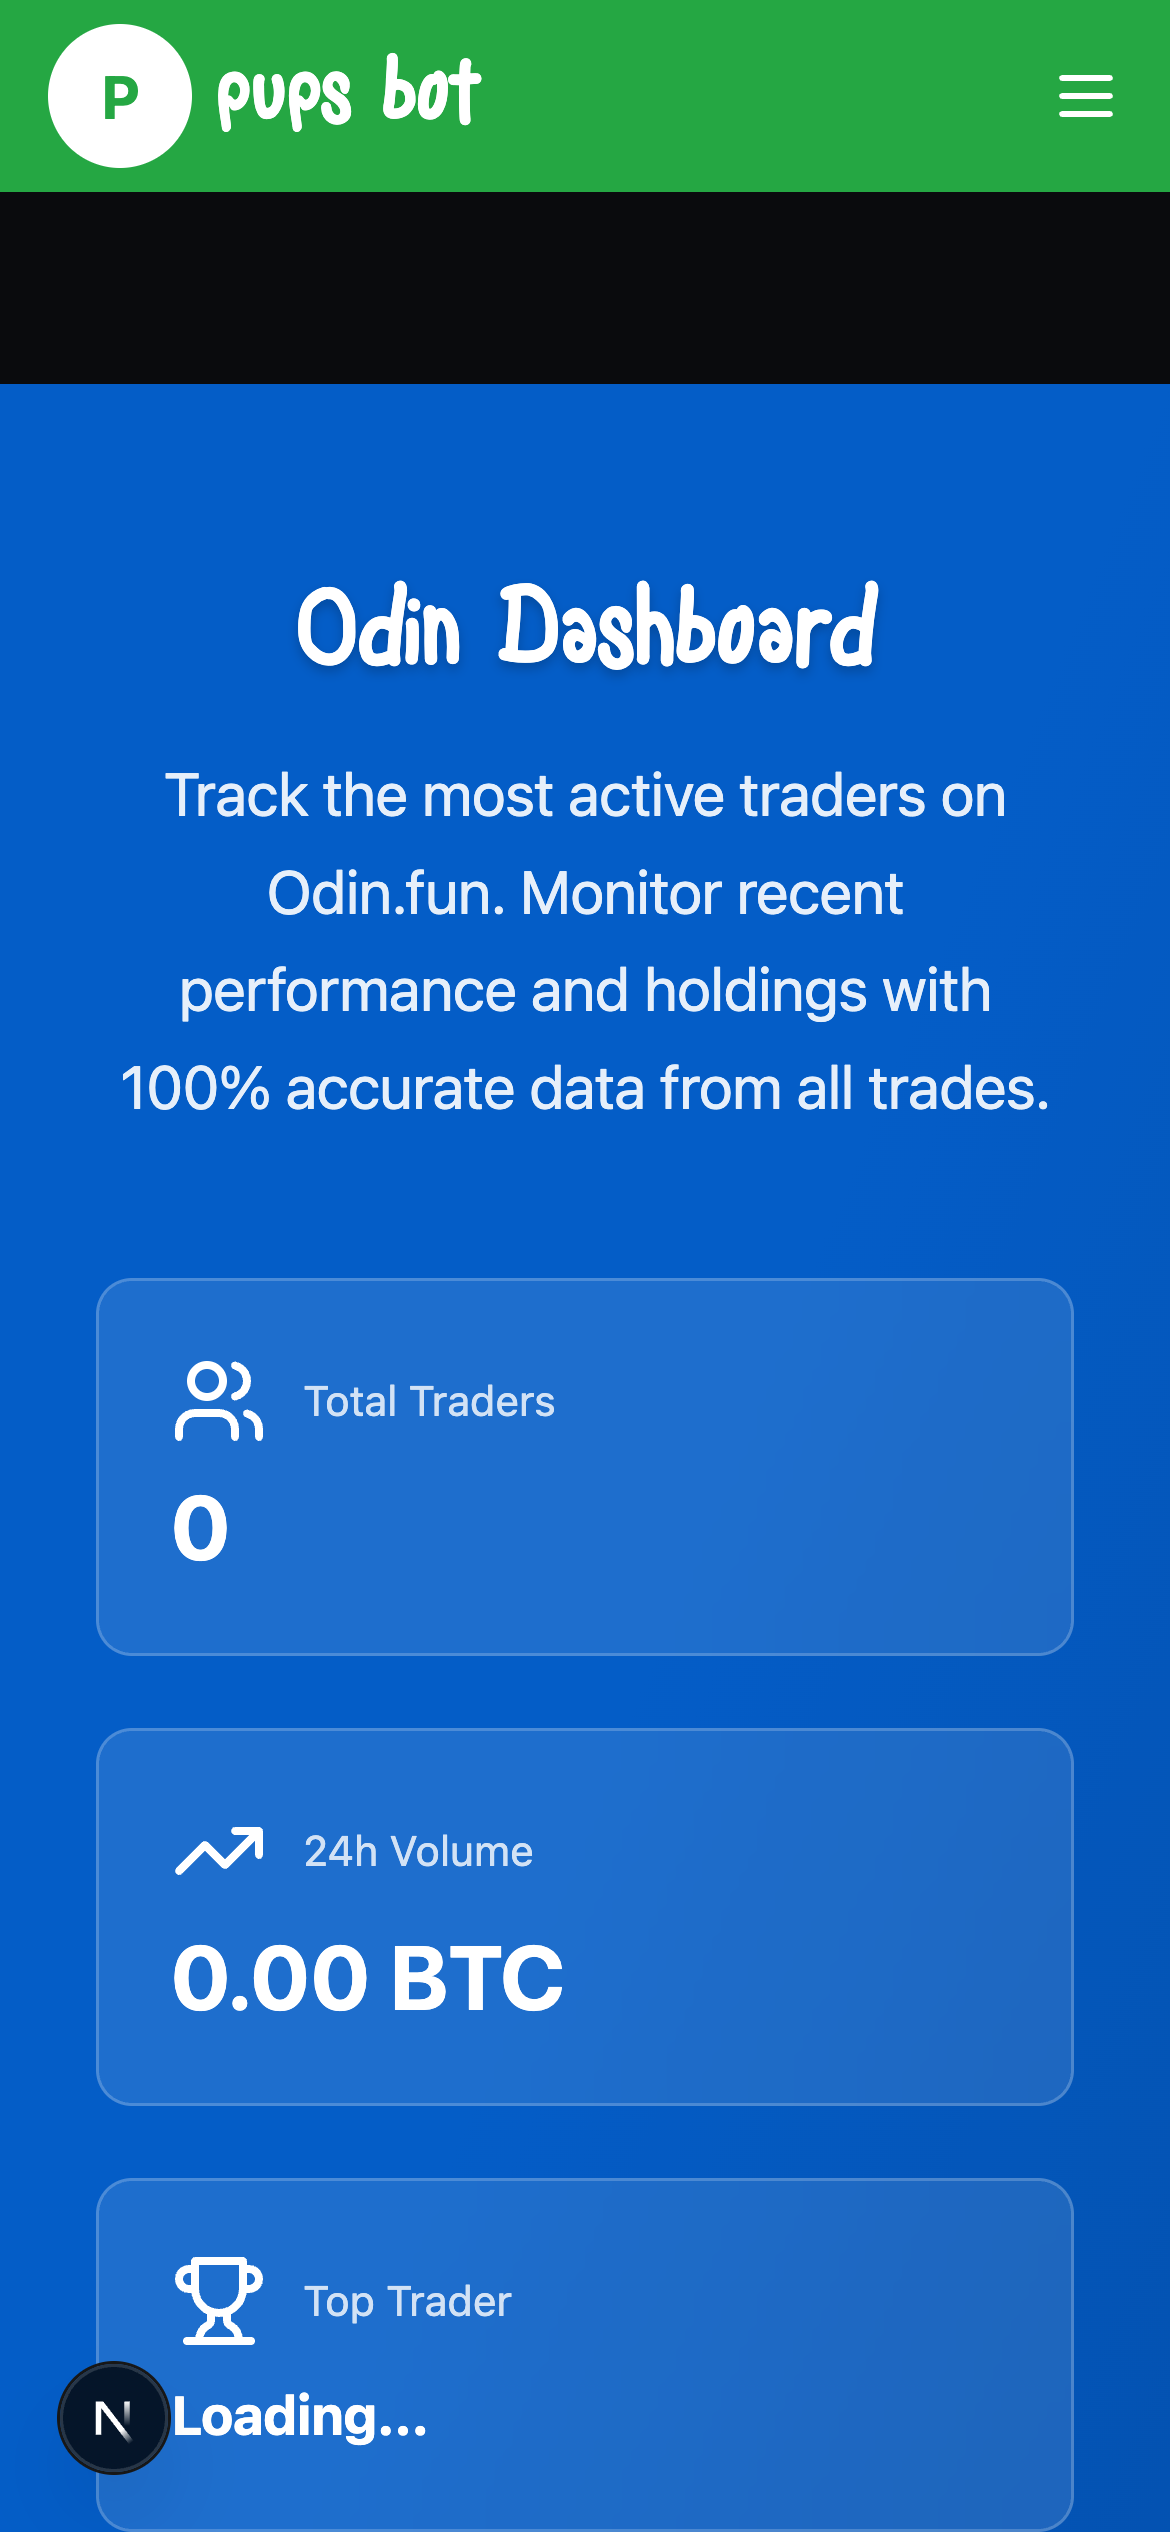 P
pups bot
Odin Dashboard
Track the most active traders on
Odin.fun. Monitor recent
performance and holdings with
100% accurate data from all trades.
Total Traders
0
24h Volume
0.00 BTC
Top Trader
N
Loading...